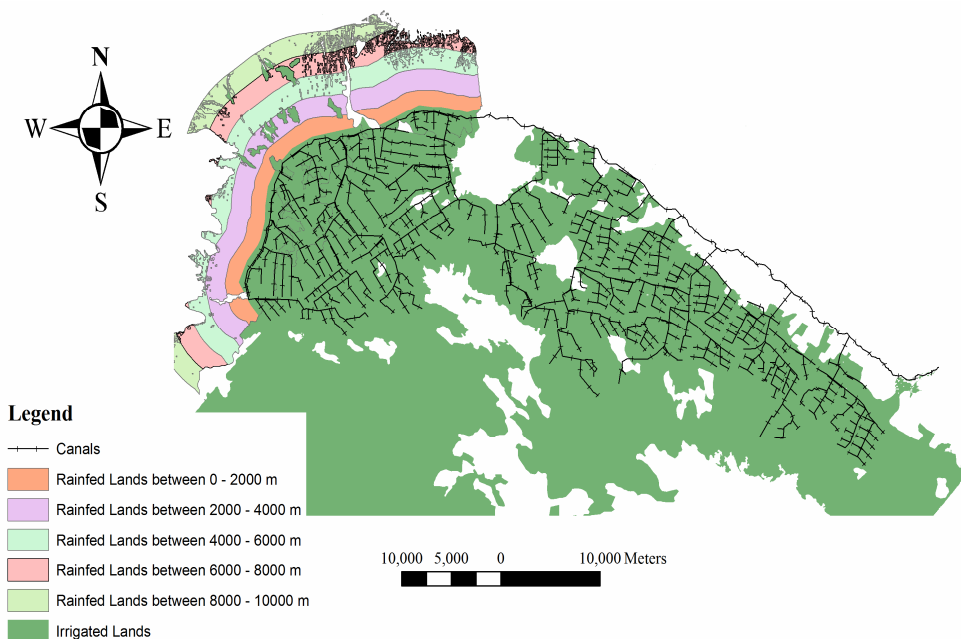 N
W E
S
Legend
Canals
Rainfed Lands between 0 - 2000 m
Rainfed Lands between 2000 - 4000 m
Rainfed Lands between 4000 - 6000 m
Rainfed Lands between 6000 - 8000 m
Rainfed Lands between 8000 - 10000 m
Irrigated Lands
10,000 5,000 0 10,000 Meters